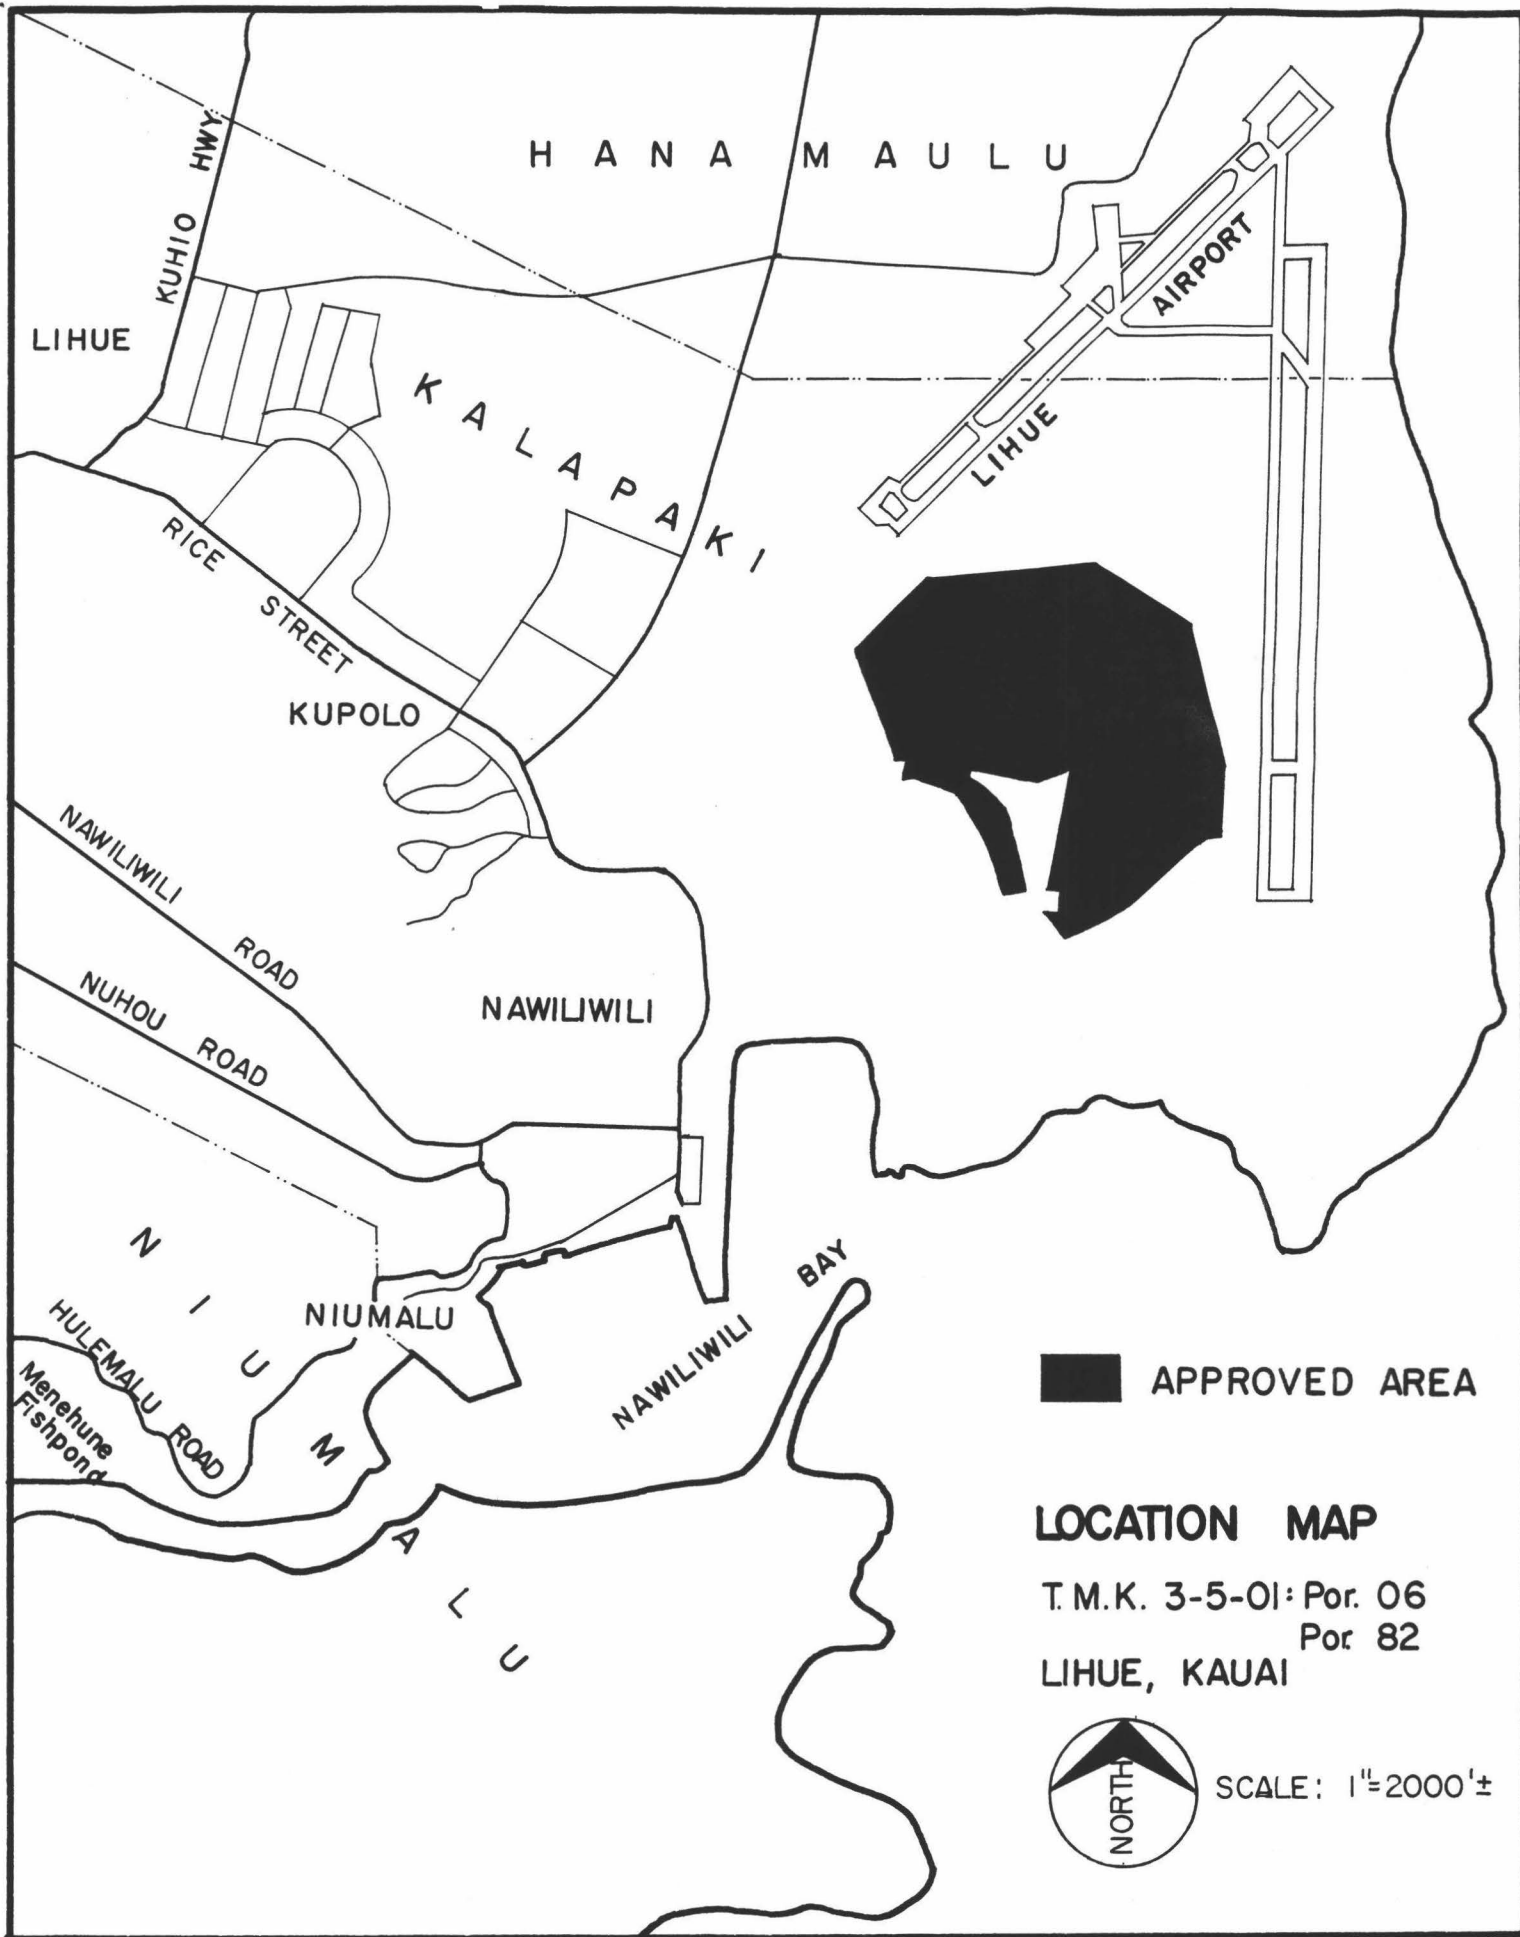 HANAMAULU
KUHIO HWY
LIHUE AIRPORT
LIHUE
KALAPAKI
RICE STREET
KUPOLO
NAWILIWILI ROAD
NUHOU ROAD
NAWILIWILI
NIUMALU
NIUMALU
HULEMALU ROAD
Menehune
Fishpond
NAWILIWILI BAY
APPROVED AREA
LOCATION MAP
T.M.K. 3-5-01: Por. 06
Por. 82
LIHUE, KAUAI
NORTH
SCALE: 1"=2000'±